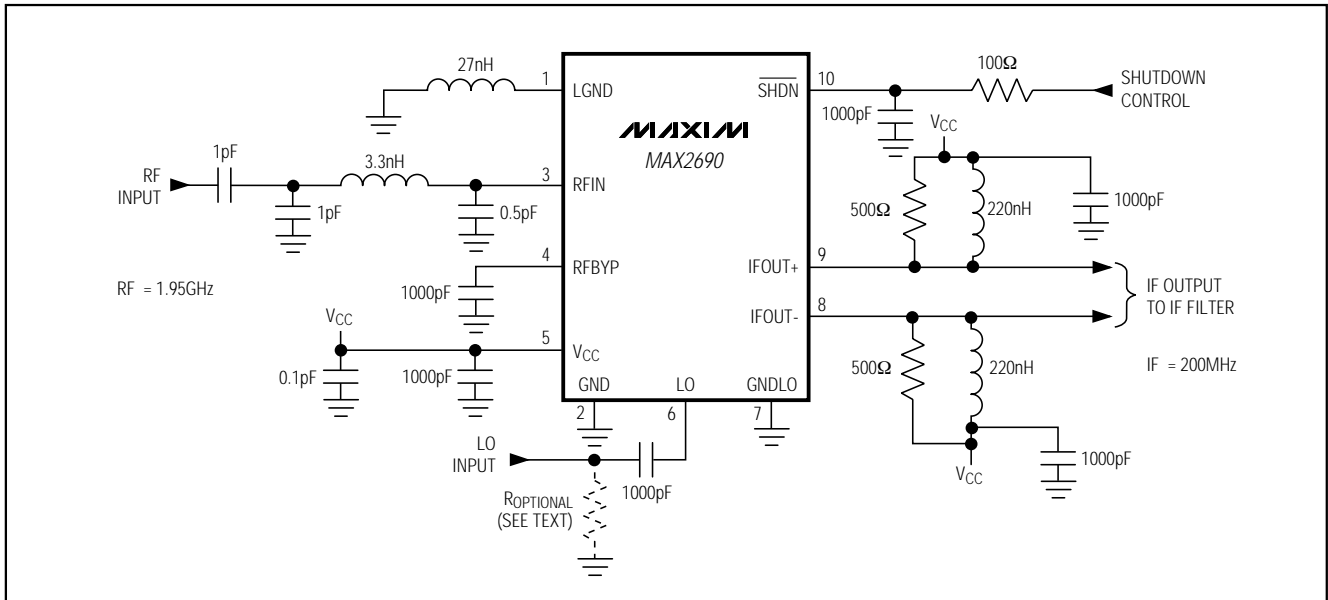 27nH
1
LGND
10
SHDN
100Ω
SHUTDOWN
CONTROL
1000pF
VCC
MAXIM
MAX2690
1pF
RF
INPUT
3.3nH
3
RFIN
1pF
0.5pF
500Ω
220nH
1000pF
4
RFBYP
9
IFOUT+
RF = 1.95GHz
1000pF
IF OUTPUT
TO IF FILTER
8
IFOUT-
VCC
5
VCC
0.1pF
1000pF
500Ω
220nH
IF = 200MHz
GND
LO
GNDLO
2
6
7
LO
INPUT
1000pF
VCC
1000pF
ROPTIONAL
(SEE TEXT)